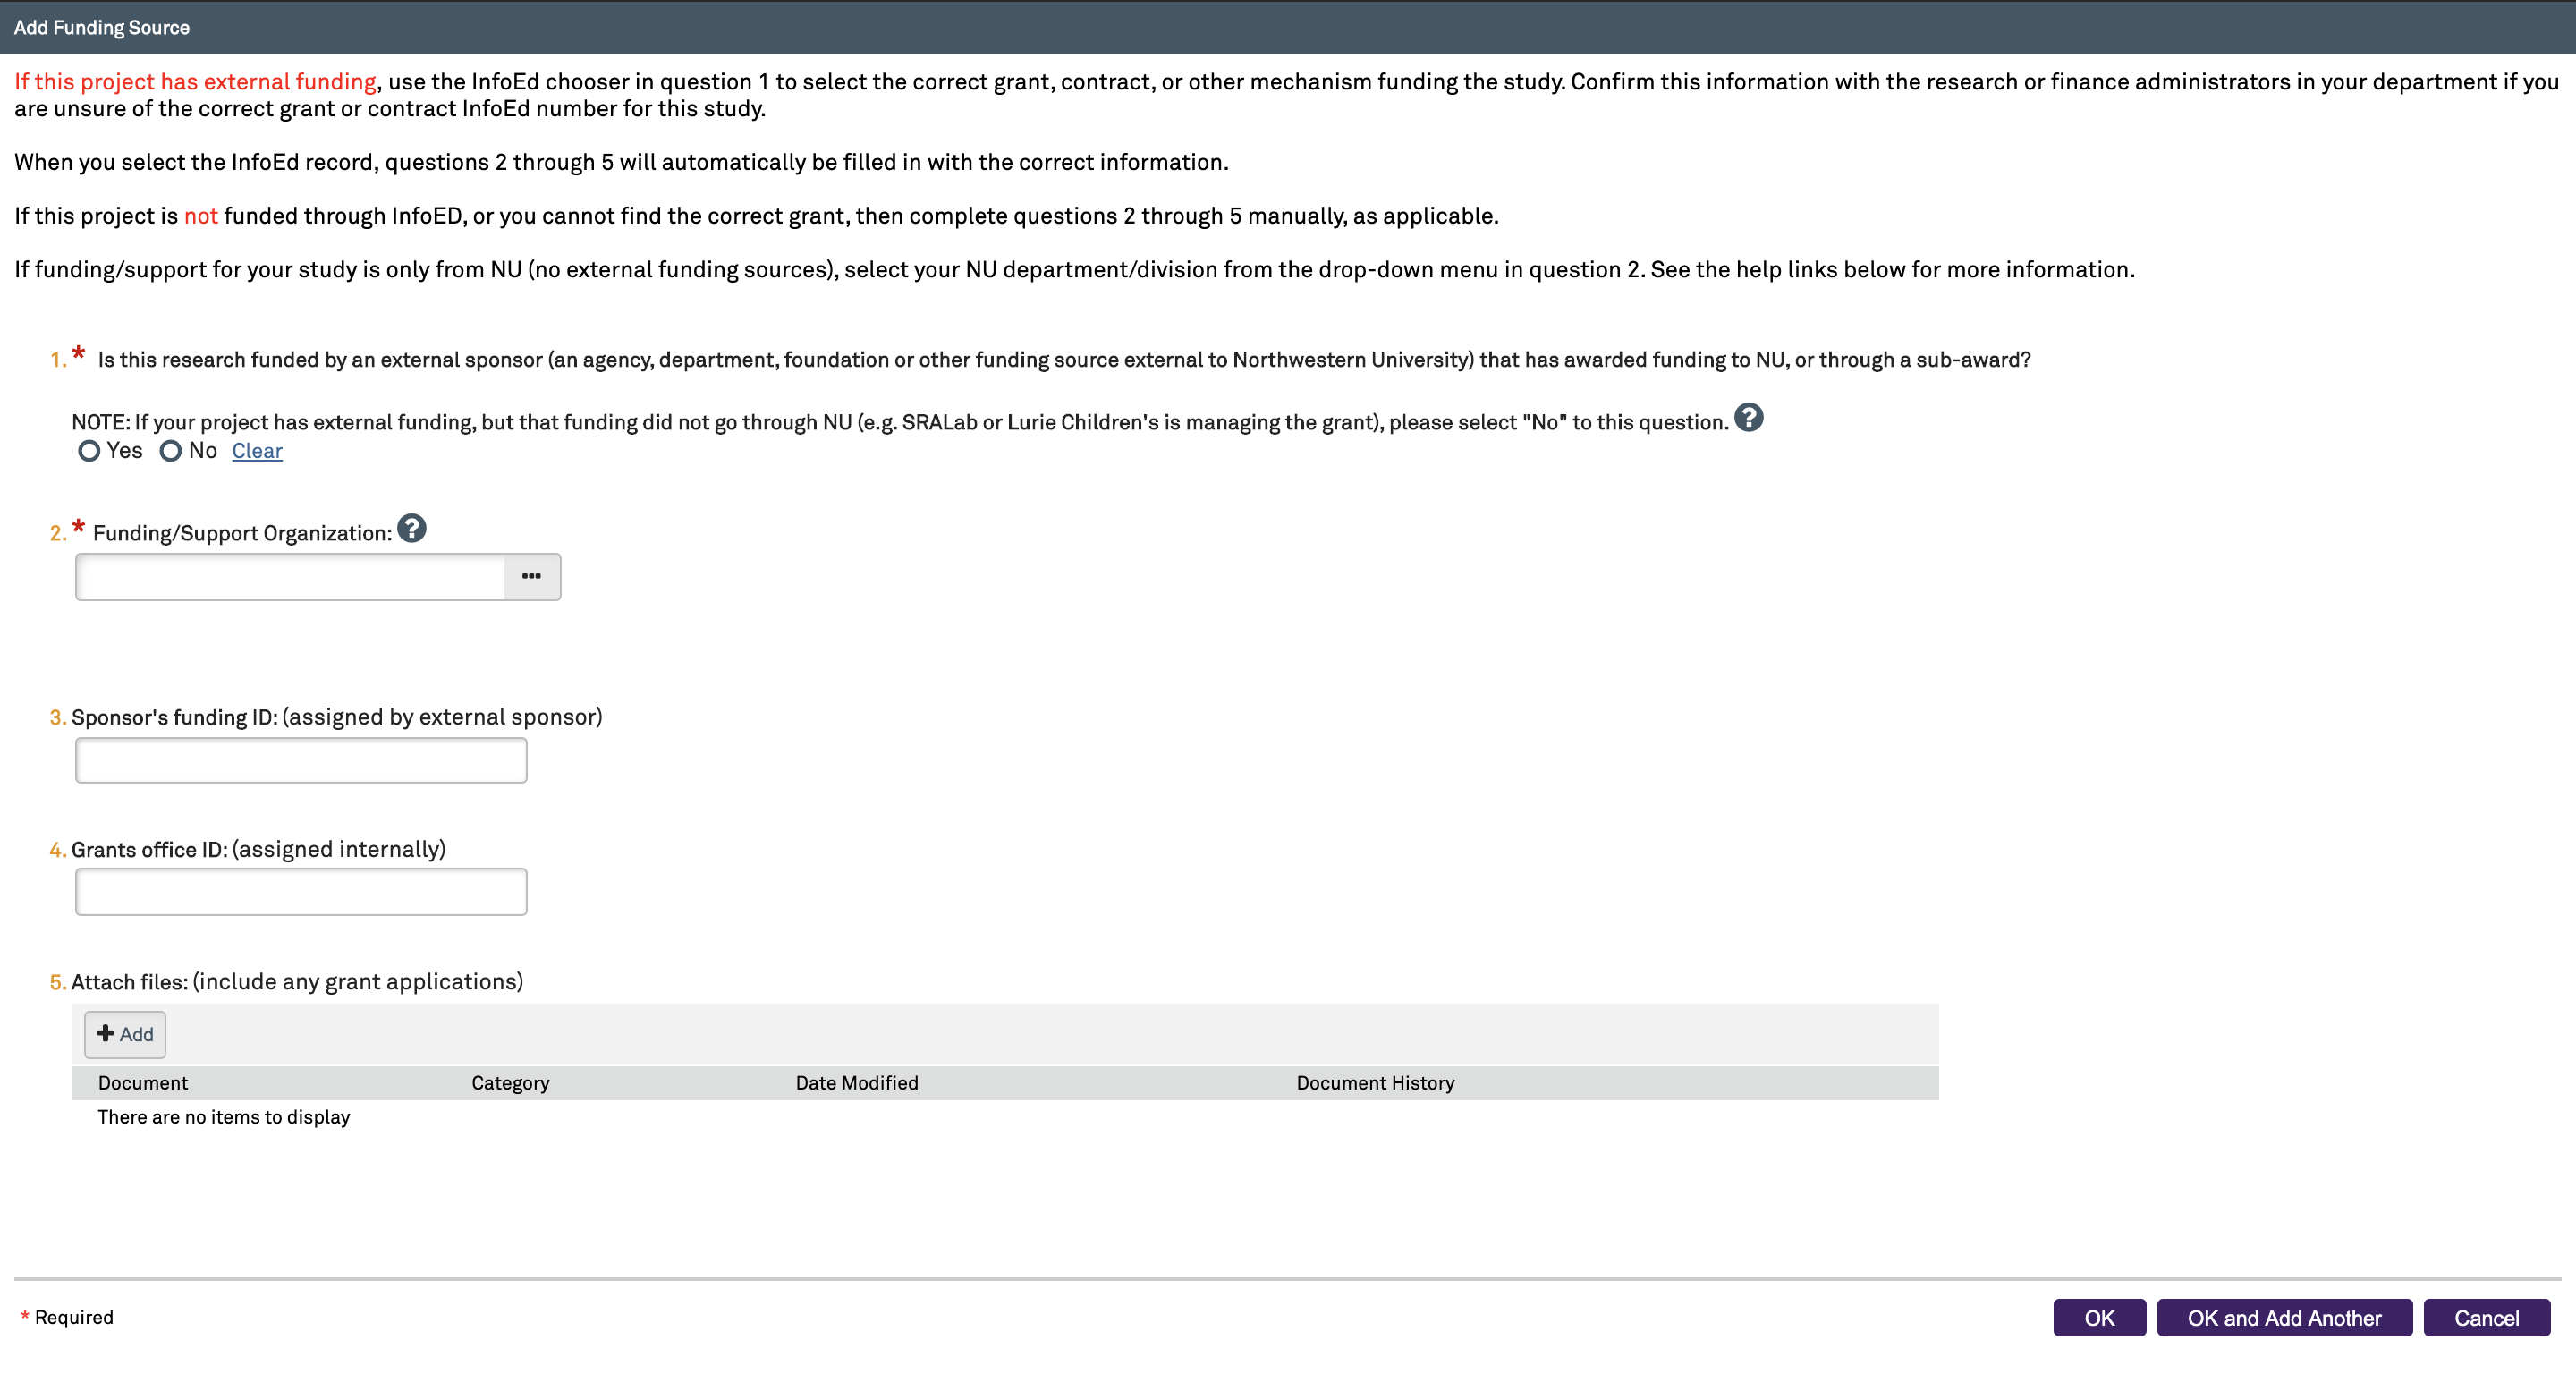 Add Funding Source
If this project has external funding, use the InfoEd chooser in question 1 to select the correct grant, contract, or other mechanism funding the study. Confirm this information with the research or finance administrators in your department if you
are unsure of the correct grant or contract InfoEd number for this study.
When you select the InfoEd record, questions 2 through 5 will automatically be filled in with the correct information.
If this project is not funded through InfoED, or you cannot find the correct grant, then complete questions 2 through 5 manually, as applicable.
If funding/support for your study is only from NU (no external funding sources), select your NU department/division from the drop-down menu in question 2. See the help links below for more information.
1. * Is this research funded by an external sponsor (an agency, department, foundation or other funding source external to Northwestern University) that has awarded funding to NU, or through a sub-award?
NOTE: If your project has external funding, but that funding did not go through NU (e.g. SRALab or Lurie Children's is managing the grant), please select "No" to this question. ?
Yes No Clear
2. * Funding/Support Organization: ?
...
3. Sponsor's funding ID: (assigned by external sponsor)
4. Grants office ID: (assigned internally)
5. Attach files: (include any grant applications)
+ Add
Document Category Date Modified Document History
There are no items to display
* Required
OK OK and Add Another Cancel